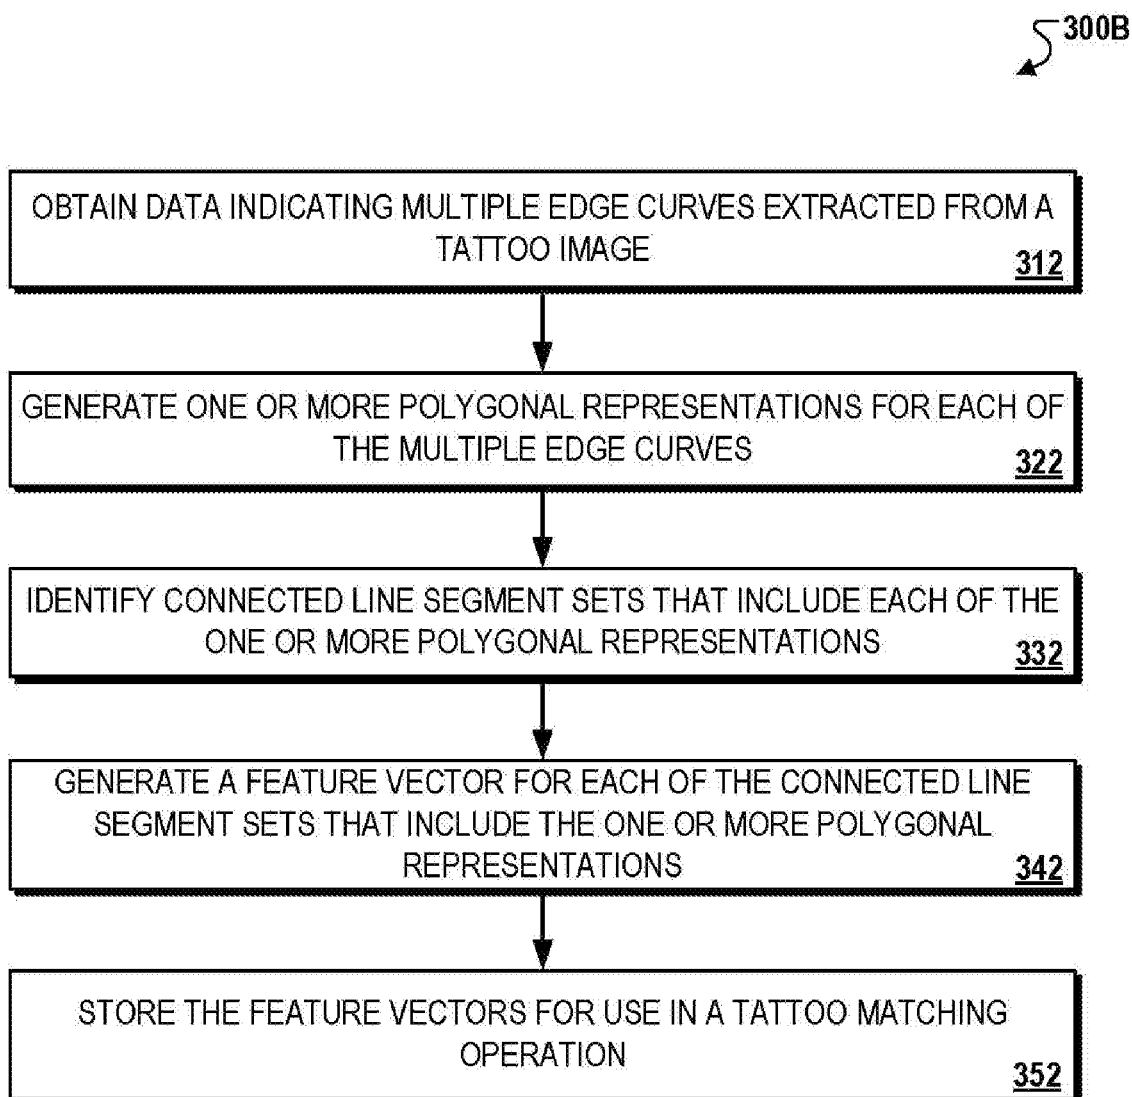 300B
OBTAIN DATA INDICATING MULTIPLE EDGE CURVES EXTRACTED FROM A
TATTOO IMAGE
312
GENERATE ONE OR MORE POLYGONAL REPRESENTATIONS FOR EACH OF
THE MULTIPLE EDGE CURVES
322
IDENTIFY CONNECTED LINE SEGMENT SETS THAT INCLUDE EACH OF THE
ONE OR MORE POLYGONAL REPRESENTATIONS
332
GENERATE A FEATURE VECTOR FOR EACH OF THE CONNECTED LINE
SEGMENT SETS THAT INCLUDE THE ONE OR MORE POLYGONAL
REPRESENTATIONS
342
STORE THE FEATURE VECTORS FOR USE IN A TATTOO MATCHING
OPERATION
352